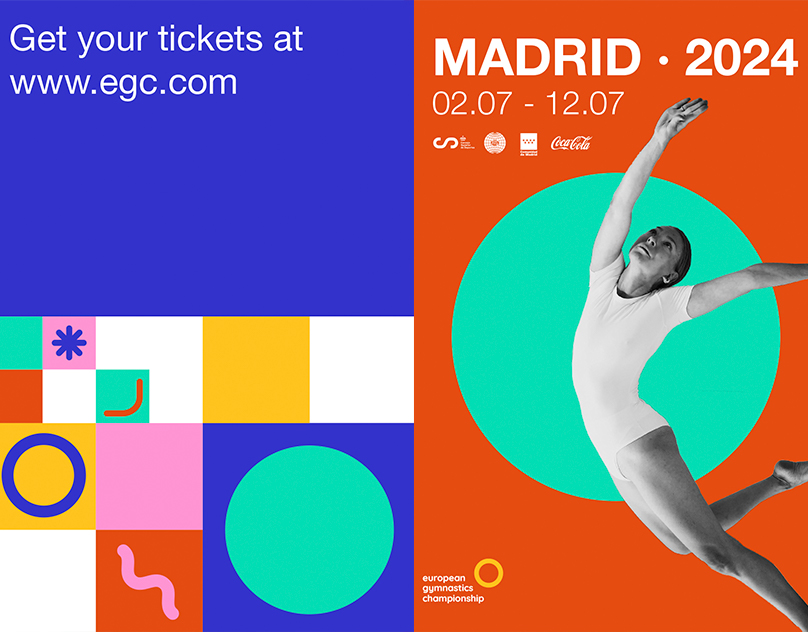 Get your tickets at
www.egc.com
MADRID · 2024
02.07 - 12.07
Coca-Cola
european
gymnastics
championship